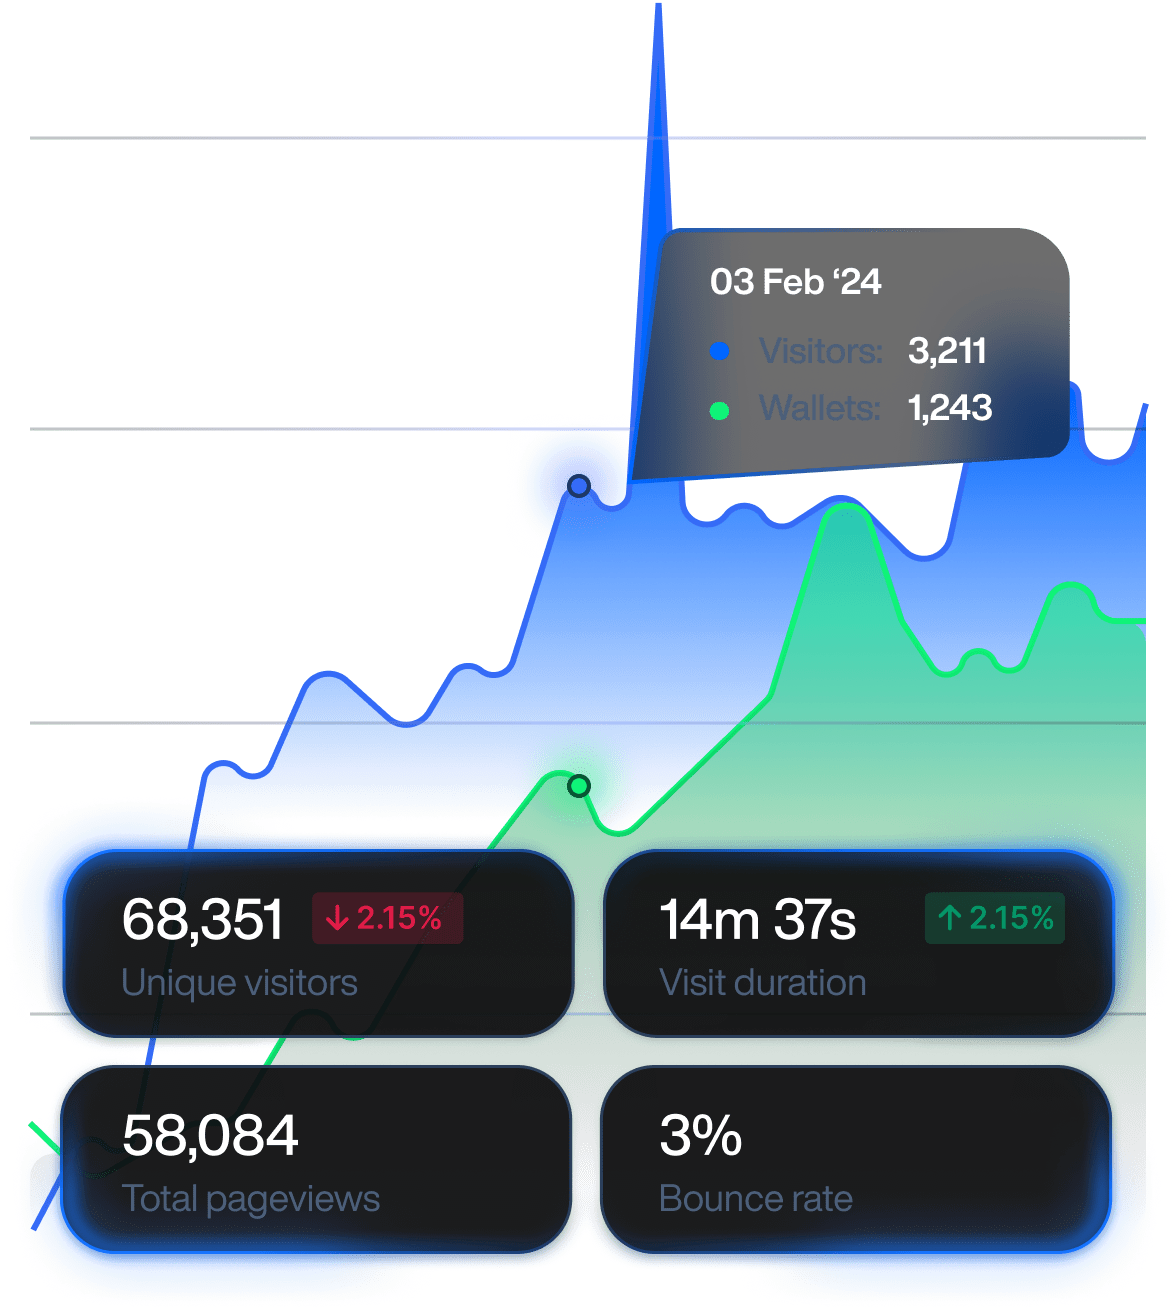 03 Feb ‘24
Visitors: 3,211
Wallets: 1,243
68,351 ↓ 2.15%
Unique visitors
14m 37s ↑ 2.15%
Visit duration
58,084
Total pageviews
3%
Bounce rate